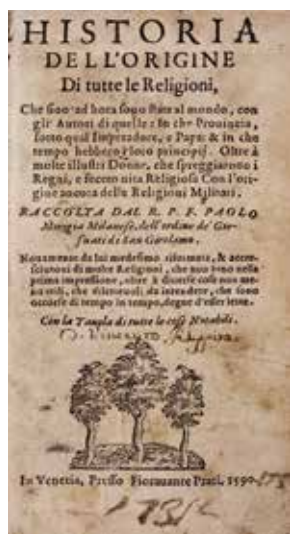 HISTORIA
DELL'ORIGINE
Di tutte le Religioni,
Che sino ad hora sono state al mondo, con
gli Autori di quelle: In che Prouincia,
sotto qual Imperadore, e Papa: & in che
tempo hebbero i loro principij. Oltre à
molte illustri Donne, che spreggiarono i
Regni, e fecero uita Religiosa Con l'ori-
gine ancora delle Religioni Militari.
RACCOLTA DAL R. P. F. PAOLO
Morigia Milanese, dell'ordine de' Gie-
suati di San Girolamo.
Nouamente da lui medesimo riformata, & accre-
sciutoui di molte Religioni, che non sono nella
prima impressione, oltre à diuerse cose non me-
no utili, che diletteuoli da intendere, che sono
occorse di tempo in tempo, degne d'esser lette.
Con la Tauola di tutte le cose Notabili.
In Venetia, Presso Fiorauante Prati, 1590.